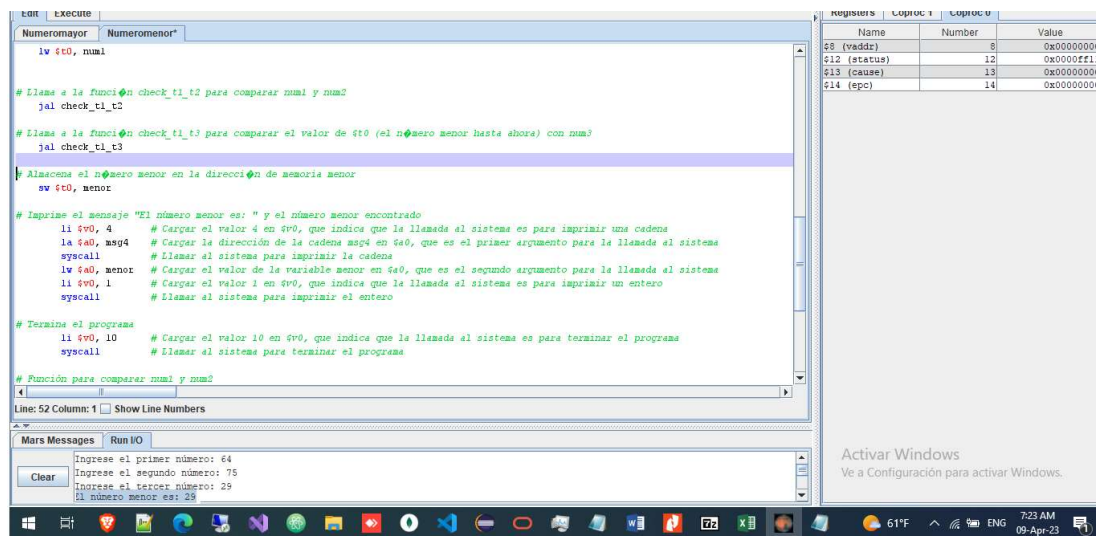 Edit Execute
Registers Coproc 1 Coproc 0
Numeromayor Numeromenor*
lw $t0, num1
# Llama a la funci�n check_t1_t2 para comparar num1 y num2
jal check_t1_t2
# Llama a la funci�n check_t1_t3 para comparar el valor de $t0 (el n�mero menor hasta ahora) con num3
jal check_t1_t3
# Almacena el n�mero menor en la direcci�n de memoria menor
sw $t0, menor
# Imprime el mensaje "El número menor es: " y el número menor encontrado
li $v0, 4 # Cargar el valor 4 en $v0, que indica que la llamada al sistema es para imprimir una cadena
la $a0, msg4 # Cargar la dirección de la cadena msg4 en $a0, que es el primer argumento para la llamada al sistema
syscall # Llamar al sistema para imprimir la cadena
lw $a0, menor # Cargar el valor de la variable menor en $a0, que es el segundo argumento para la llamada al sistema
li $v0, 1 # Cargar el valor 1 en $v0, que indica que la llamada al sistema es para imprimir un entero
syscall # Llamar al sistema para imprimir el entero
# Termina el programa
li $v0, 10 # Cargar el valor 10 en $v0, que indica que la llamada al sistema es para terminar el programa
syscall # Llamar al sistema para terminar el programa
# Función para comparar num1 y num2
Line: 52 Column: 1 Show Line Numbers
Mars Messages Run I/O
Clear
Ingrese el primer número: 64
Ingrese el segundo número: 75
Ingrese el tercer número: 29
El número menor es: 29
Name Number Value
$8 (vaddr) 8 0x0000000
$12 (status) 12 0x0000ff1
$13 (cause) 13 0x0000000
$14 (epc) 14 0x0000000
Activar Windows
Ve a Configuración para activar Windows.
61°F ENG 7:23 AM
09-Apr-23